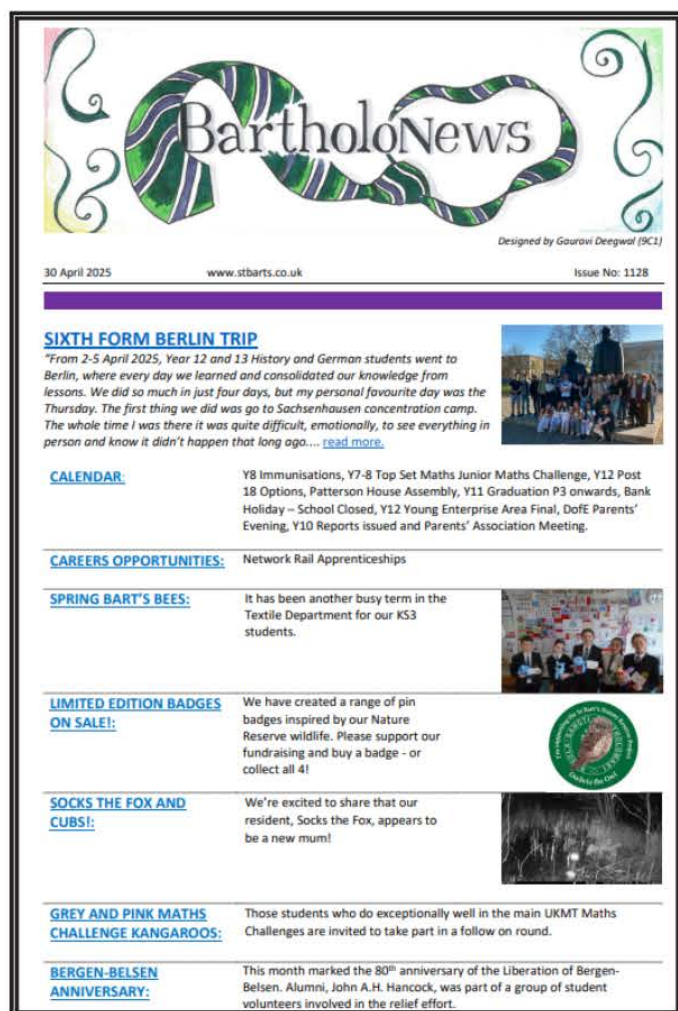 BartholoNews
Designed by Gauravi Deegwal (9C1)
30 April 2025 www.stbarts.co.uk Issue No: 1128
SIXTH FORM BERLIN TRIP
"From 2-5 April 2025, Year 12 and 13 History and German students went to
Berlin, where every day we learned and consolidated our knowledge from
lessons. We did so much in just four days, but my personal favourite day was the
Thursday. The first thing we did was go to Sachsenhausen concentration camp.
The whole time I was there it was quite difficult, emotionally, to see everything in
person and know it didn't happen that long ago.... read more.
CALENDAR:
Y8 Immunisations, Y7-8 Top Set Maths Junior Maths Challenge, Y12 Post
18 Options, Patterson House Assembly, Y11 Graduation P3 onwards, Bank
Holiday – School Closed, Y12 Young Enterprise Area Final, DofE Parents'
Evening, Y10 Reports issued and Parents' Association Meeting.
CAREERS OPPORTUNITIES:
Network Rail Apprenticeships
SPRING BART'S BEES:
It has been another busy term in the
Textile Department for our KS3
students.
LIMITED EDITION BADGES
ON SALE!:
We have created a range of pin
badges inspired by our Nature
Reserve wildlife. Please support our
fundraising and buy a badge - or
collect all 4!
SOCKS THE FOX AND
CUBS!:
We're excited to share that our
resident, Socks the Fox, appears to
be a new mum!
GREY AND PINK MATHS
CHALLENGE KANGAROOS:
Those students who do exceptionally well in the main UKMT Maths
Challenges are invited to take part in a follow on round.
BERGEN-BELSEN
ANNIVERSARY:
This month marked the 80th anniversary of the Liberation of Bergen-
Belsen. Alumni, John A.H. Hancock, was part of a group of student
volunteers involved in the relief effort.